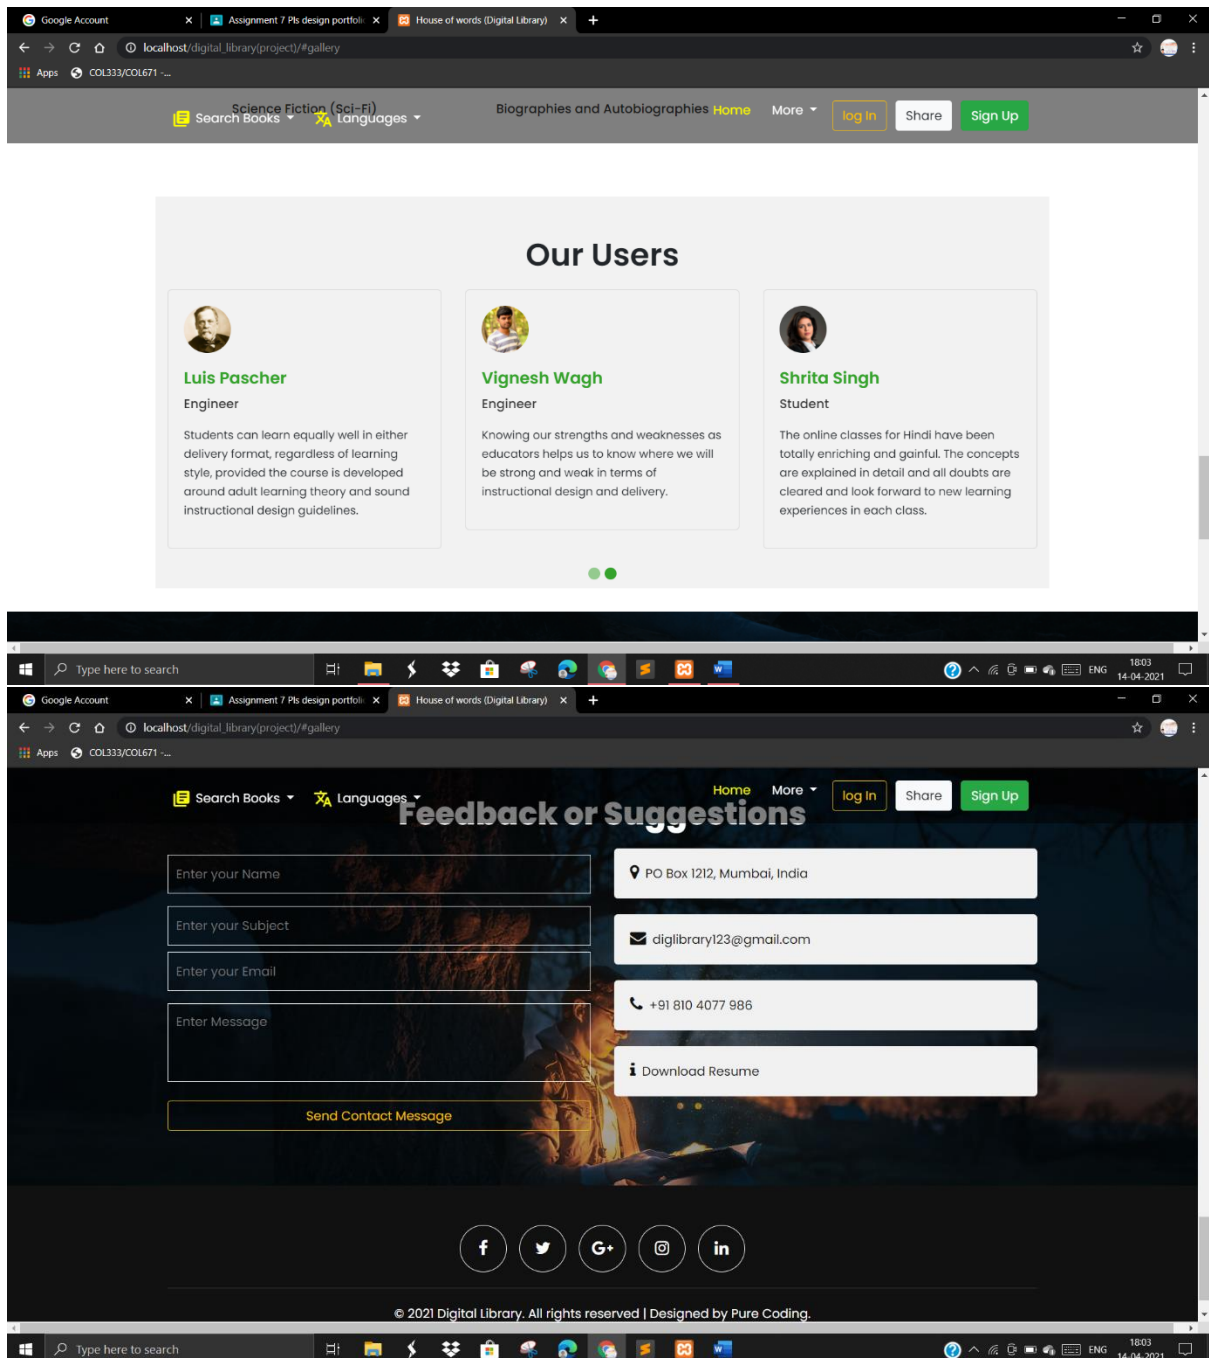 Google Account
Assignment 7 Pls design portfoli
House of words (Digital Library)
localhost/digital_library(project)/#gallery
Apps COL333/COL671 -...
Science Fiction (Sci-Fi) Biographies and Autobiographies
Search Books Languages Home More log In Share Sign Up
Our Users
Luis Pascher
Engineer
Students can learn equally well in either
delivery format, regardless of learning
style, provided the course is developed
around adult learning theory and sound
instructional design guidelines.
Vignesh Wagh
Engineer
Knowing our strengths and weaknesses as
educators helps us to know where we will
be strong and weak in terms of
instructional design and delivery.
Shrita Singh
Student
The online classes for Hindi have been
totally enriching and gainful. The concepts
are explained in detail and all doubts are
cleared and look forward to new learning
experiences in each class.
Type here to search
ENG
18:03
14-04-2021
Google Account
Assignment 7 Pls design portfoli
House of words (Digital Library)
localhost/digital_library(project)/#gallery
Apps COL333/COL671 -...
Search Books Languages Home More log In Share Sign Up
Feedback or Suggestions
Enter your Name
Enter your Subject
Enter your Email
Enter Message
Send Contact Message
PO Box 1212, Mumbai, India
diglibrary123@gmail.com
+91 810 4077 986
Download Resume
© 2021 Digital Library. All rights reserved | Designed by Pure Coding.
Type here to search
ENG
18:03
14-04-2021